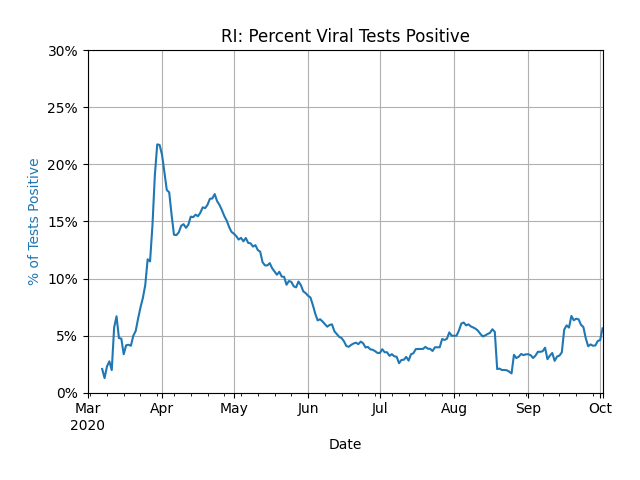 RI: Percent Viral Tests Positive
30%
25%
20%
15%
10%
5%
0%
% of Tests Positive
Mar Apr May Jun Jul Aug Sep Oct
2020
Date